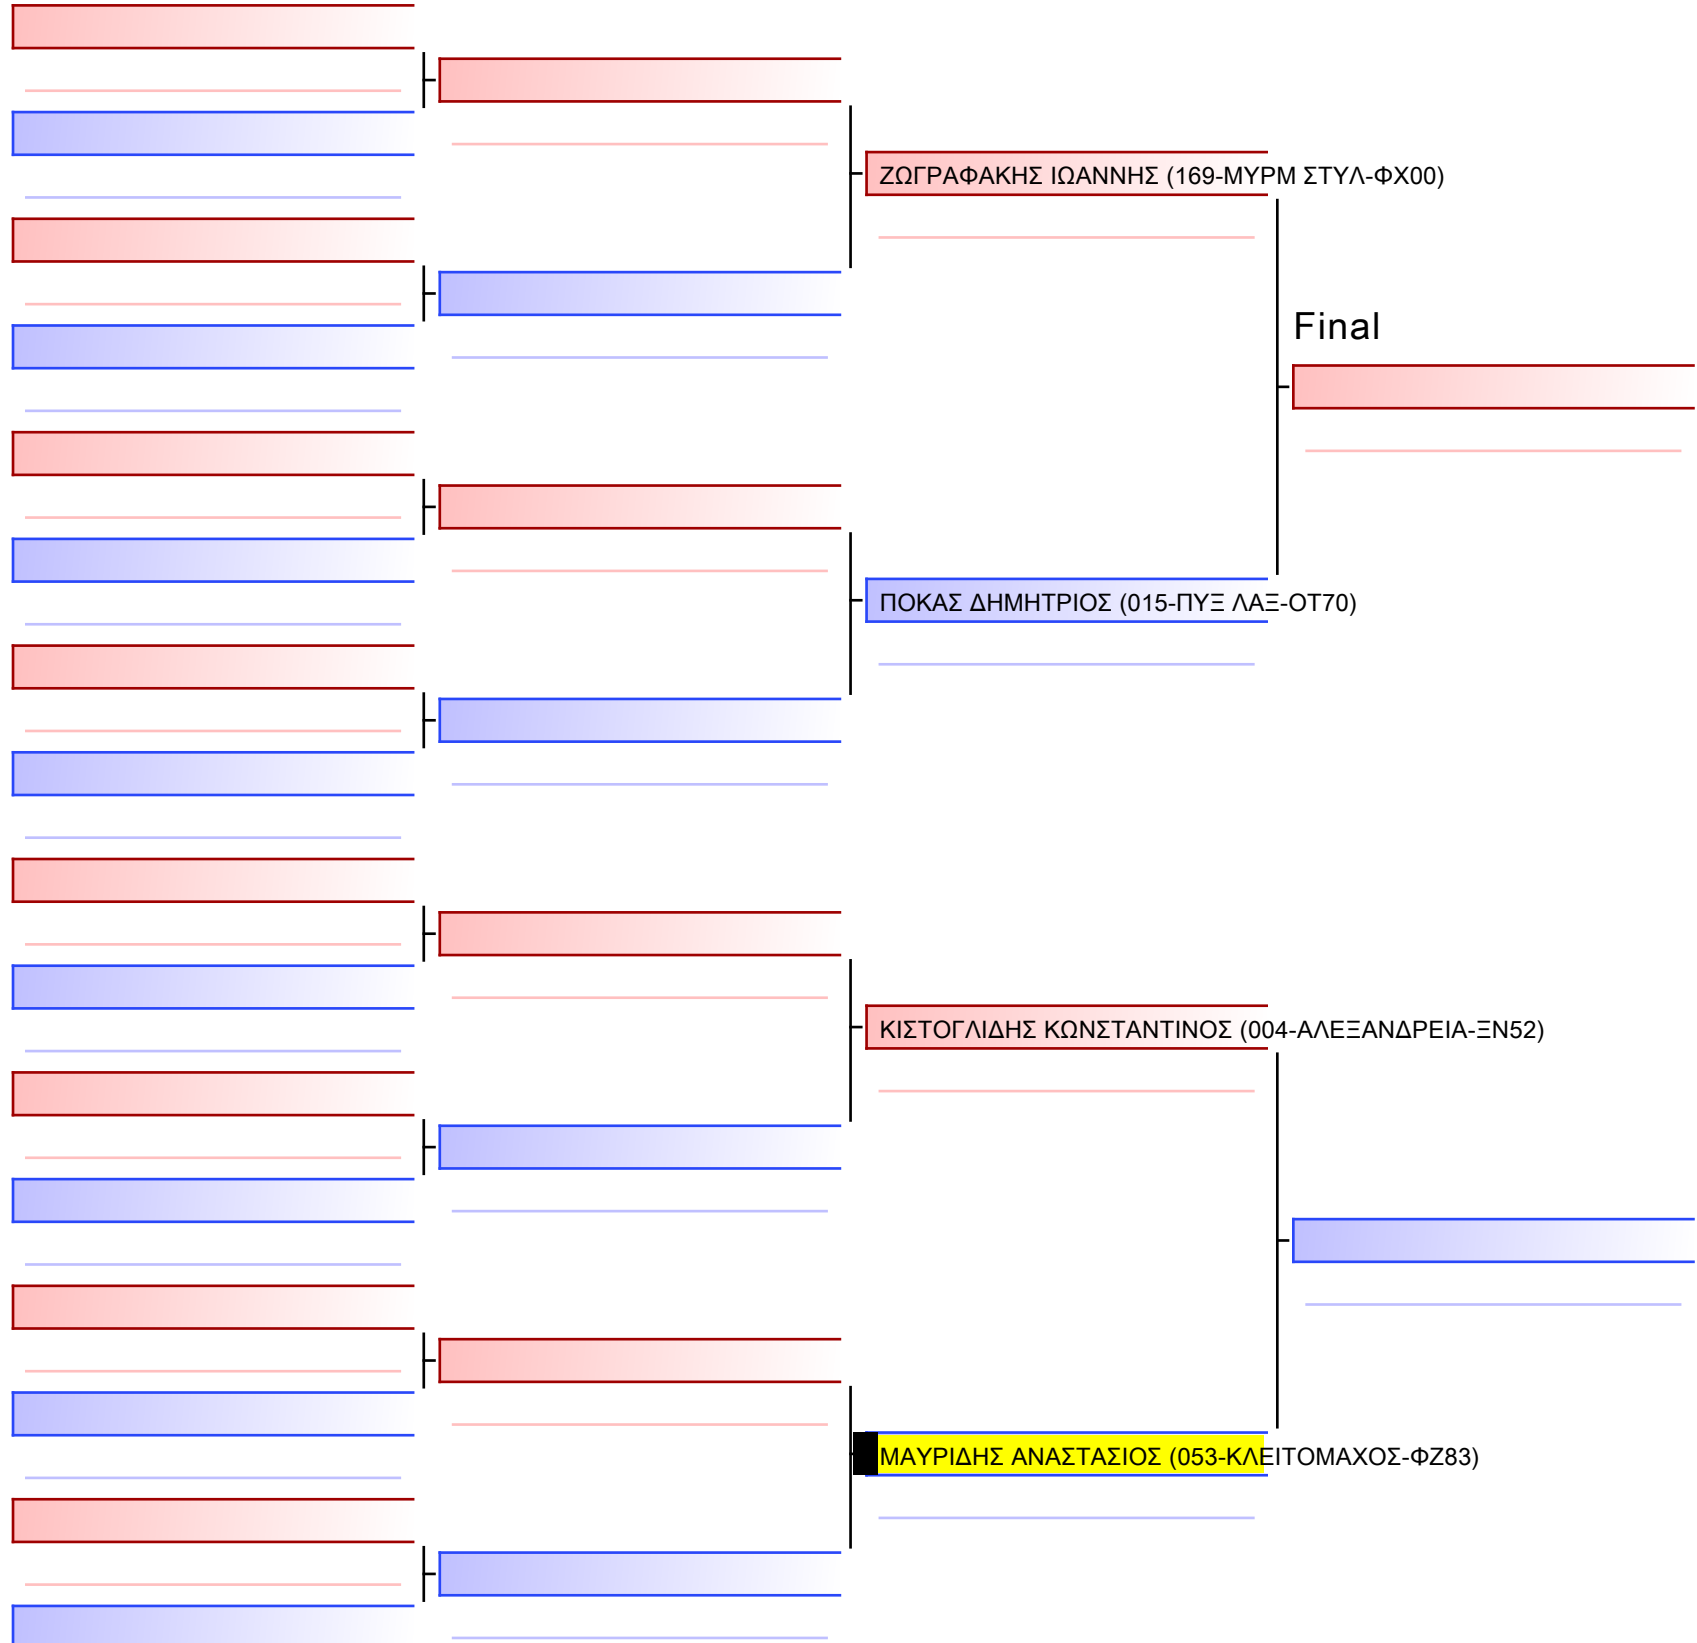 ΖΩΓΡΑΦΑΚΗΣ ΙΩΑΝΝΗΣ (169-ΜΥΡΜ ΣΤΥΛ-ΦΧ00)
Final
ΠΟΚΑΣ ΔΗΜΗΤΡΙΟΣ (015-ΠΥΞ ΛΑΞ-ΟΤ70)
ΚΙΣΤΟΓΛΙΔΗΣ ΚΩΝΣΤΑΝΤΙΝΟΣ (004-ΑΛΕΞΑΝΔΡΕΙΑ-ΞΝ52)
ΜΑΥΡΙΔΗΣ ΑΝΑΣΤΑΣΙΟΣ (053-ΚΛΕΙΤΟΜΑΧΟΣ-ΦΖ83)